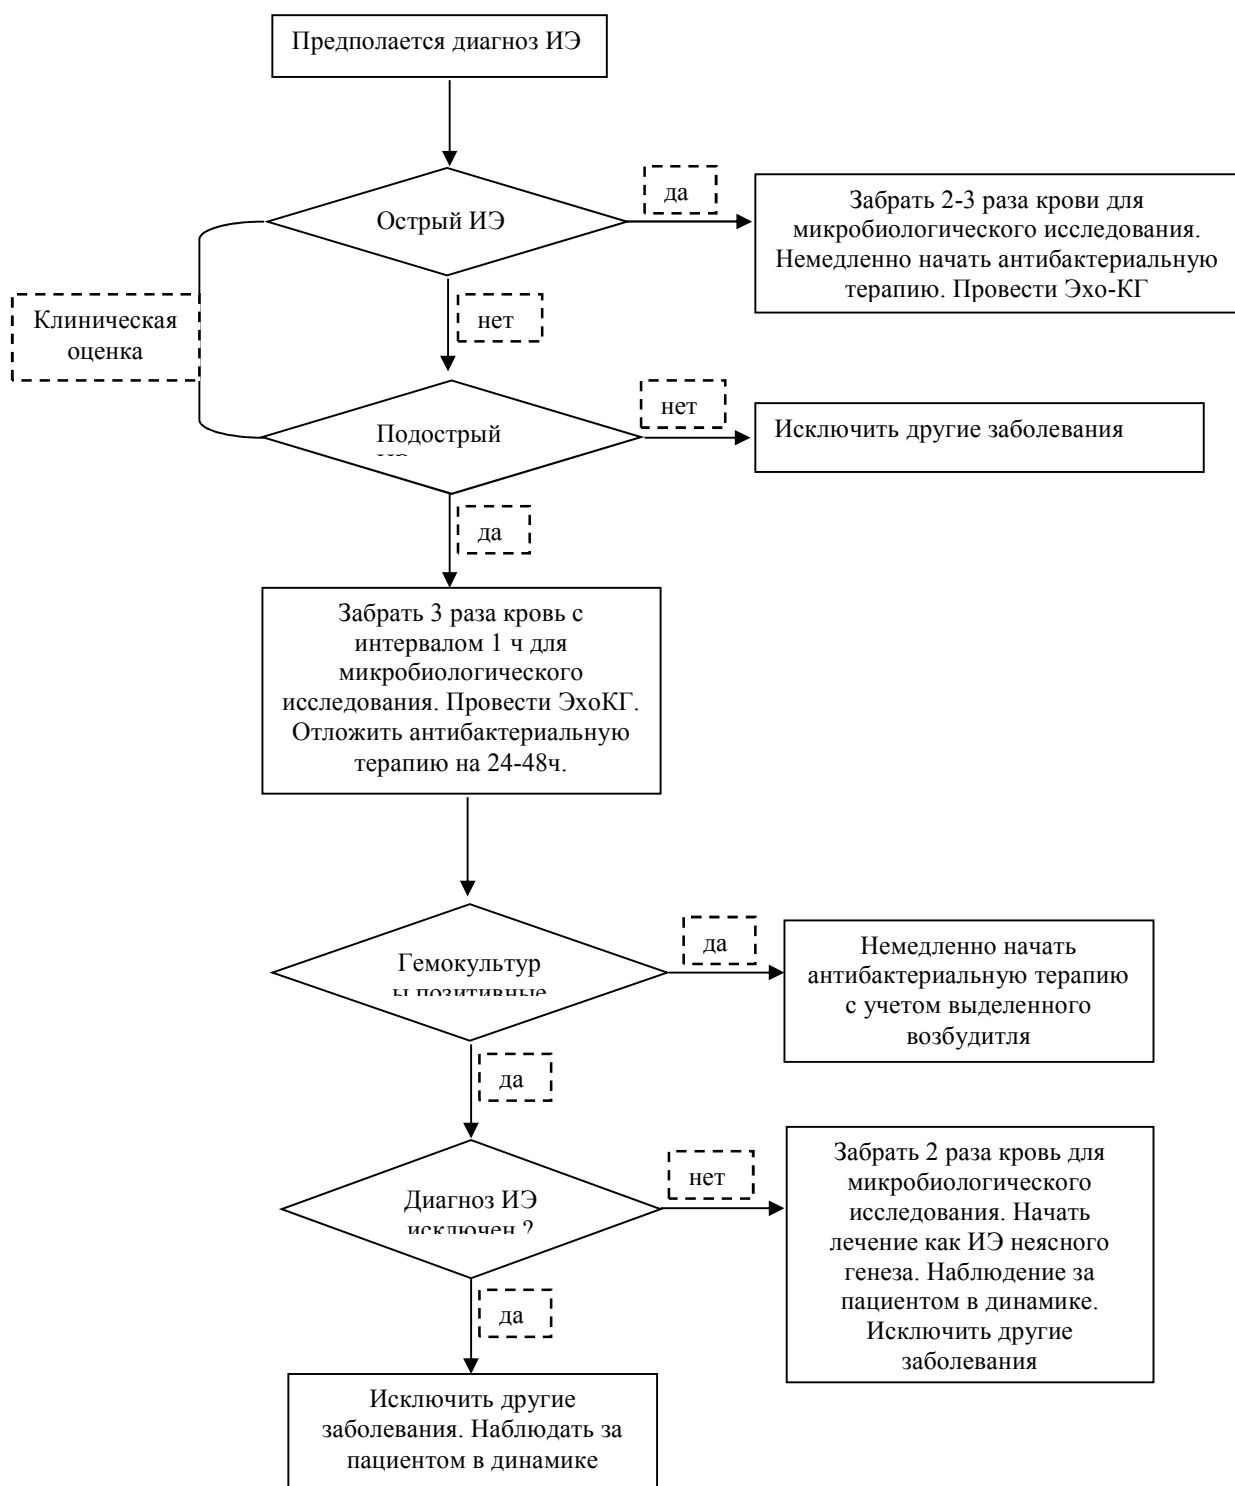 Предполается диагноз ИЭ
да
Острый ИЭ
Забрать 2-3 раза крови для
микробиологического исследования.
Немедленно начать антибактериальную
терапию. Провести Эхо-КГ
Клиническая
оценка
нет
Подострый
нет
Исключить другие заболевания
да
Забрать 3 раза кровь с
интервалом 1 ч для
микробиологического
исследования. Провести ЭхоКГ.
Отложить антибактериальную
терапию на 24-48ч.
Гемокультур
ы позитивные
да
Немедленно начать
антибактериальную терапию
с учетом выделенного
возбудитля
да
Диагноз ИЭ
исключен ?
нет
Забрать 2 раза кровь для
микробиологического
исследования. Начать
лечение как ИЭ неясного
генеза. Наблюдение за
пациентом в динамике.
Исключить другие
заболевания
да
Исключить другие
заболевания. Наблюдать за
пациентом в динамике